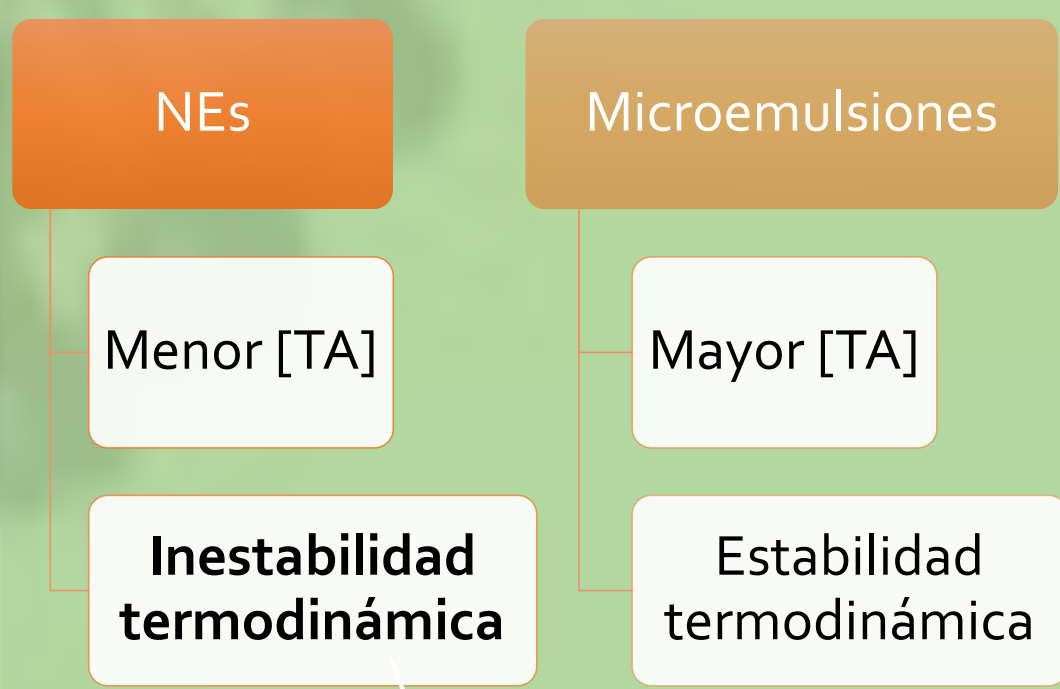 NEs
Menor [TA]
Inestabilidad
termodinámica
Microemulsiones
Mayor [TA]
Estabilidad
termodinámica